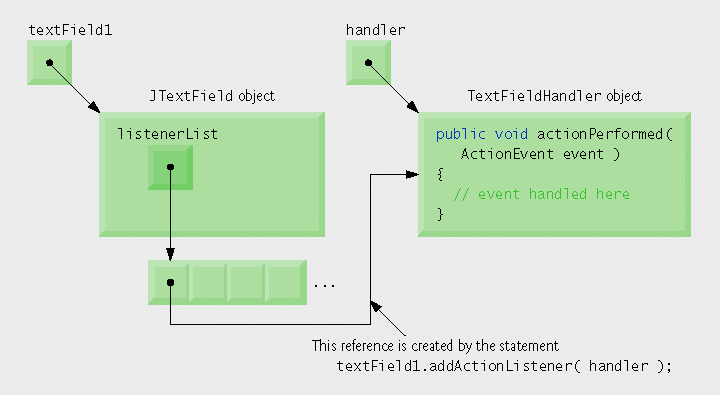 textField1
handler
JTextField object
TextFieldHandler object
listenerList
public void actionPerformed(
ActionEvent event )
{
// event handled here
}
...
This reference is created by the statement
textField1.addActionListener( handler );